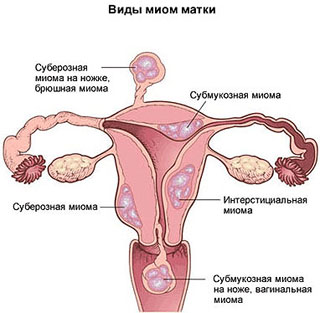 Виды миом матки
Суберозная
миома на ножке,
брюшная миома
Субмукозная миома
Суберозная миома
Интерстициальная
миома
Субмукозная миома
на ноже, вагинальная
миома